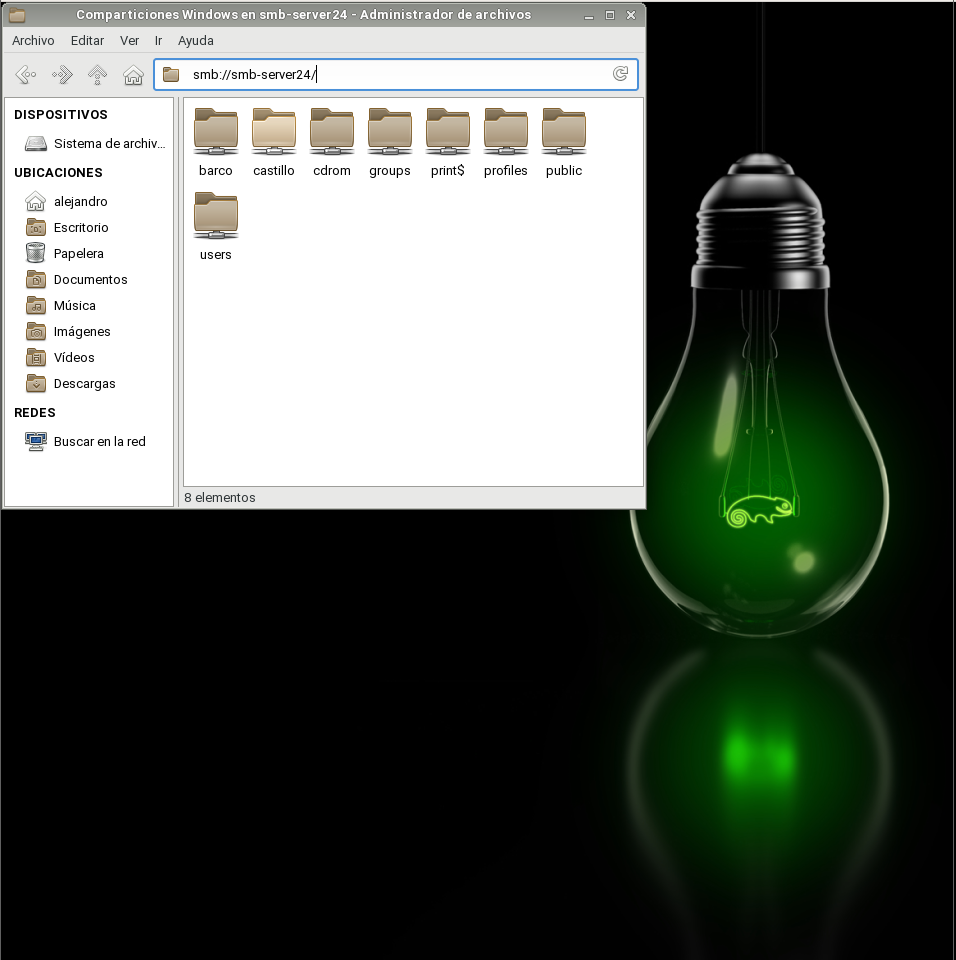 Comparticiones Windows en smb-server24 - Administrador de archivos
Archivo Editar Ver Ir Ayuda
smb://smb-server24/
DISPOSITIVOS
Sistema de archiv...
UBICACIONES
alejandro
Escritorio
Papelera
Documentos
Música
Imágenes
Vídeos
Descargas
REDES
Buscar en la red
barco castillo cdrom groups print$ profiles public
users
8 elementos